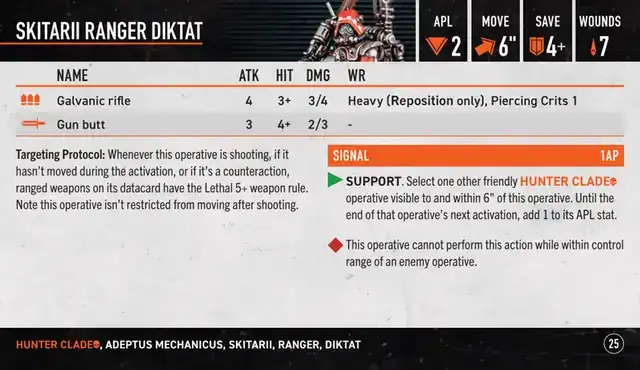 SKITARII RANGER DIKTAT
APL MOVE SAVE WOUNDS
2 6" 4+ 7
NAME ATK HIT DMG WR
Galvanic rifle 4 3+ 3/4 Heavy (Reposition only), Piercing Crits 1
Gun butt 3 4+ 2/3 -
Targeting Protocol: Whenever this operative is shooting, if it
hasn't moved during the activation, or if it's a counteraction,
ranged weapons on its datacard have the Lethal 5+ weapon rule.
Note this operative isn't restricted from moving after shooting.
SIGNAL 1AP
SUPPORT. Select one other friendly HUNTER CLADE
operative visible to and within 6" of this operative. Until the
end of that operative's next activation, add 1 to its APL stat.
This operative cannot perform this action while within control
range of an enemy operative.
HUNTER CLADE, ADEPTUS MECHANICUS, SKITARII, RANGER, DIKTAT
25